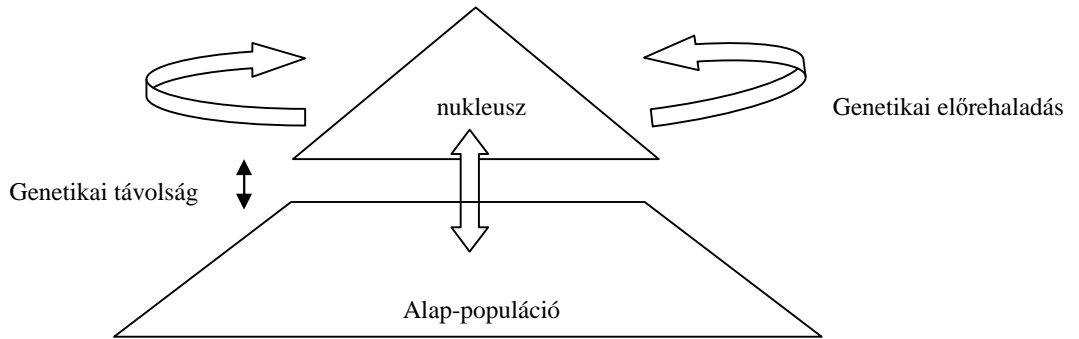 nukleusz
Genetikai előrehaladás
Genetikai távolság
Alap-populáció